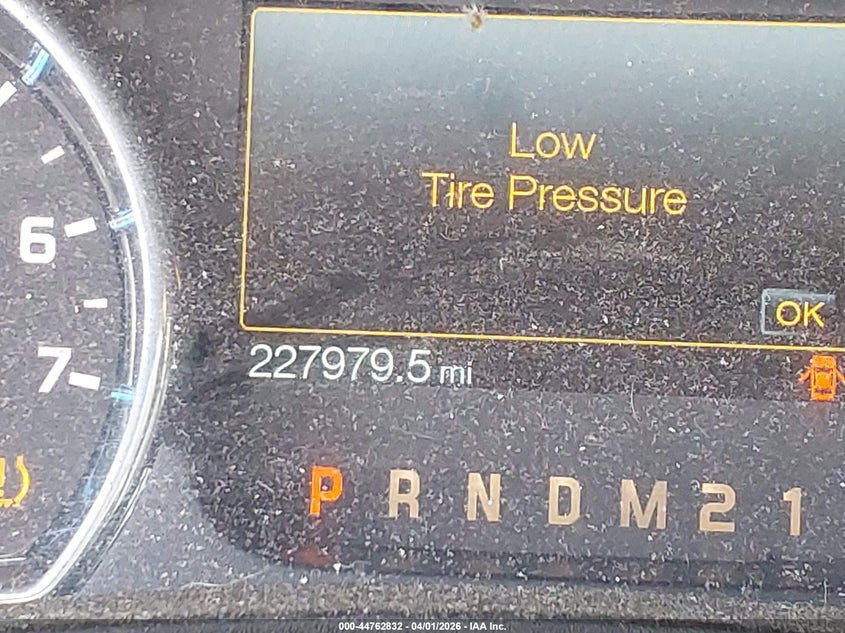 Low
Tire Pressure
6
OK
7
227979.5 mi
P R N D M 2 1
000-44762832 - 04/01/2026 - IAA Inc.